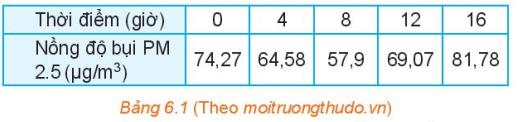 Thời điểm (giờ) 0 4 8 12 16
Nồng độ bụi PM 2.5 (µg/m³) 74,27 64,58 57,9 69,07 81,78
Bảng 6.1 (Theo moitruongthudo.vn)